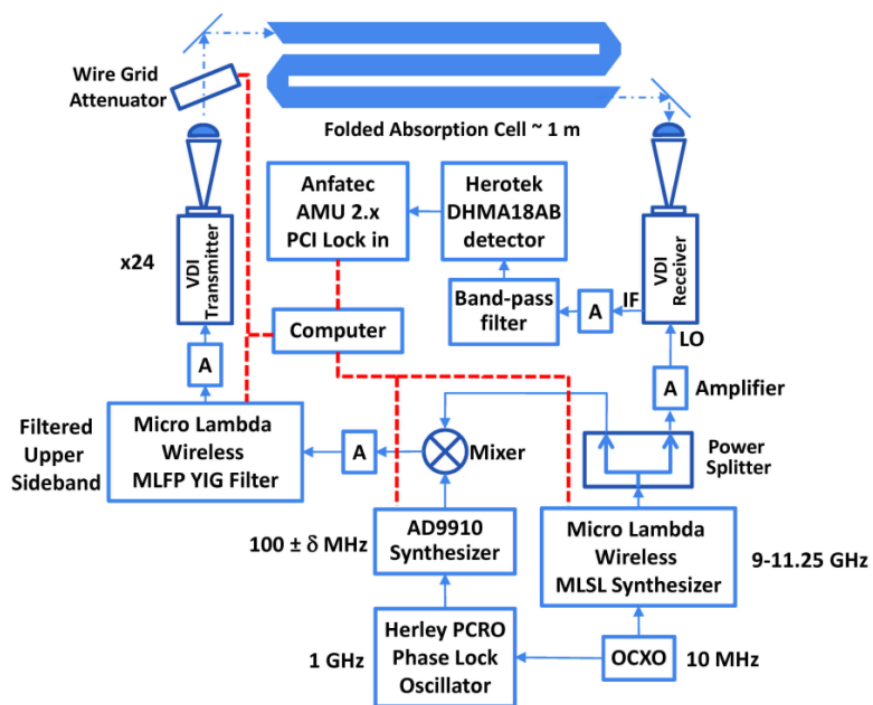 Wire Grid
Attenuator
Folded Absorption Cell ~ 1 m
Anfatec
AMU 2.x
PCI Lock in
Herotek
DHMA18AB
detector
x24
VDI
Transmitter
VDI
Receiver
Band-pass
filter
A
IF
Computer
LO
A
A
Amplifier
Filtered
Upper
Sideband
Micro Lambda
Wireless
MLFP YIG Filter
A
Mixer
Power
Splitter
100 ± δ MHz
AD9910
Synthesizer
Micro Lambda
Wireless
MLSL Synthesizer
9-11.25 GHz
1 GHz
Herley PCRO
Phase Lock
Oscillator
OCXO
10 MHz